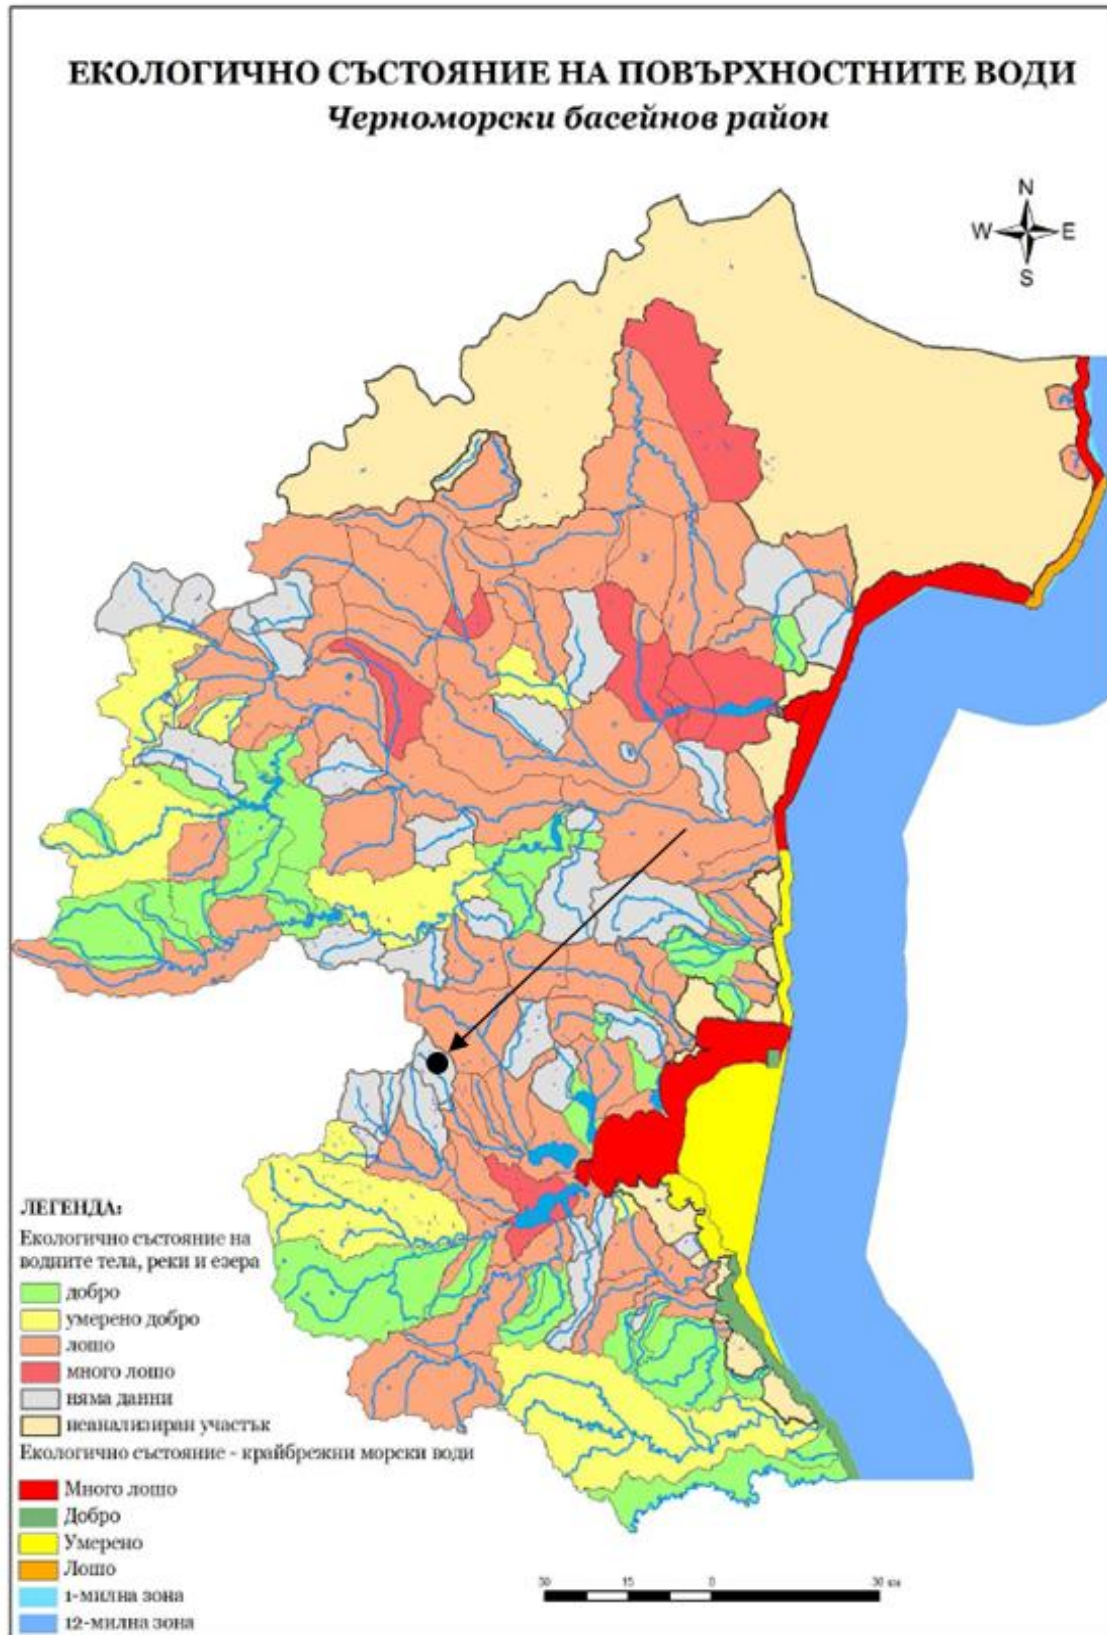 ЕКОЛОГИЧНО СЪСТОЯНИЕ НА ПОВЪРХНОСТНИТЕ ВОДИ
Черноморски басейнов район
N
W E
S
ЛЕГЕНДА:
Екологично състояние на
водните тела, реки и езера
добро
умерено добро
лошо
много лошо
няма данни
неанализиран участък
Екологично състояние - крайбрежни морски води
Много лошо
Добро
Умерено
Лошо
1-милна зона
12-милна зона
30 15 0 30 км